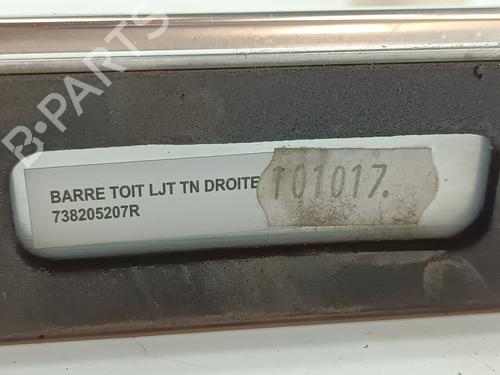 B-PARTS
BARRE TOIT LJT TN DROITE
738205207R
101017.